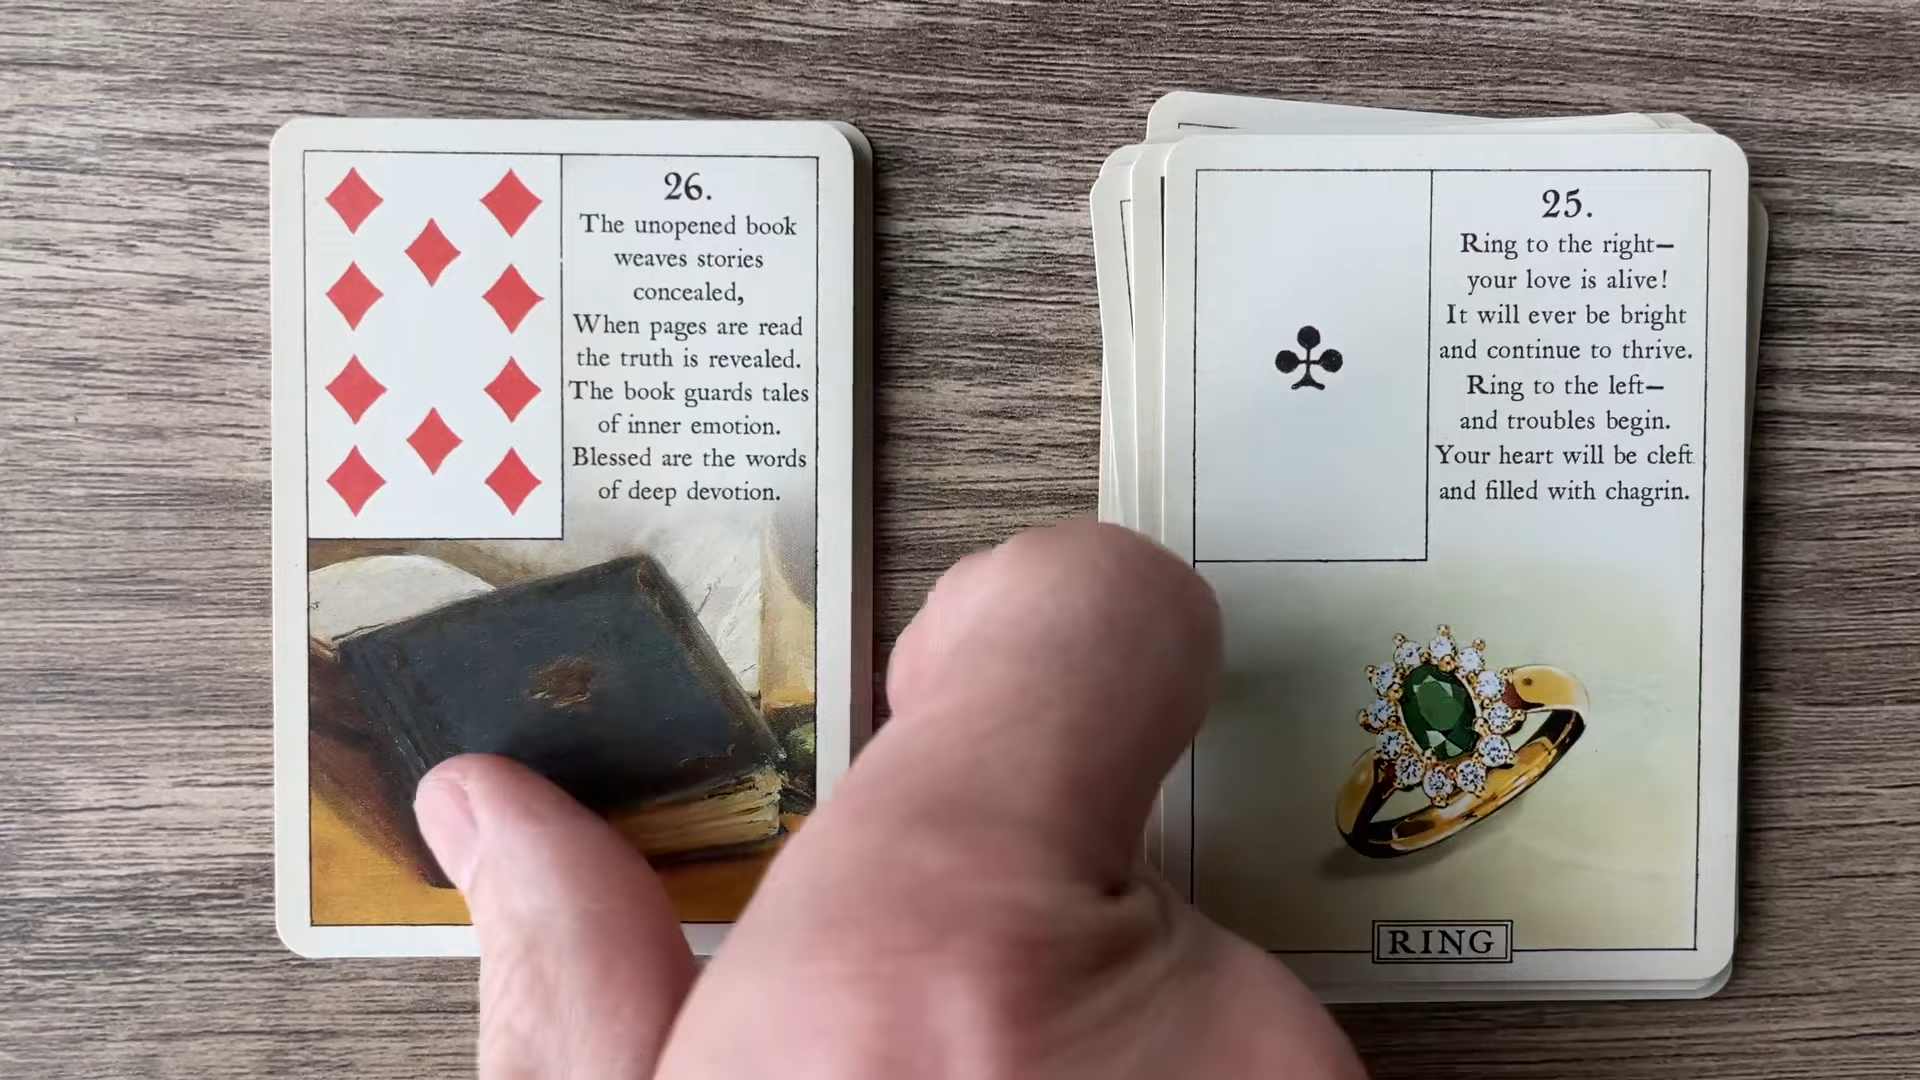 26.
The unopened book
weaves stories
concealed,
When pages are read
the truth is revealed.
The book guards tales
of inner emotion.
Blessed are the words
of deep devotion.
25.
Ring to the right—
your love is alive!
It will ever be bright
and continue to thrive.
Ring to the left—
and troubles begin.
Your heart will be cleft
and filled with chagrin.
RING